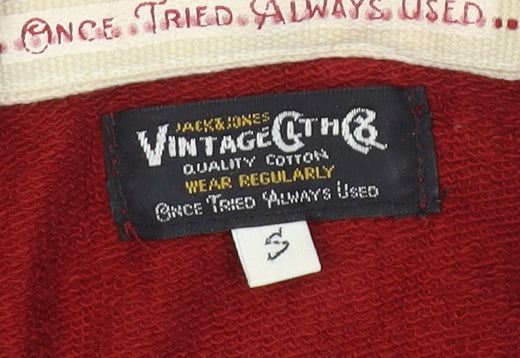 . Once Tried. Always Used..
JACK & JONES
VINTAGE CLTH Co
QUALITY COTTON
WEAR REGULARLY
Once Tried Always Used
S